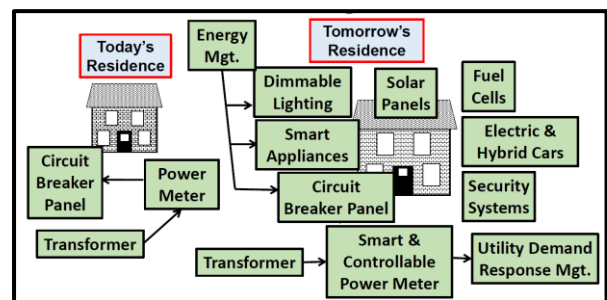 Today's
Residence
Circuit
Breaker
Panel
Power
Meter
Transformer
Energy
Mgt.
Tomorrow's
Residence
Dimmable
Lighting
Solar
Panels
Fuel
Cells
Smart
Appliances
Electric &
Hybrid Cars
Circuit
Breaker Panel
Security
Systems
Transformer
Smart &
Controllable
Power Meter
Utility Demand
Response Mgt.